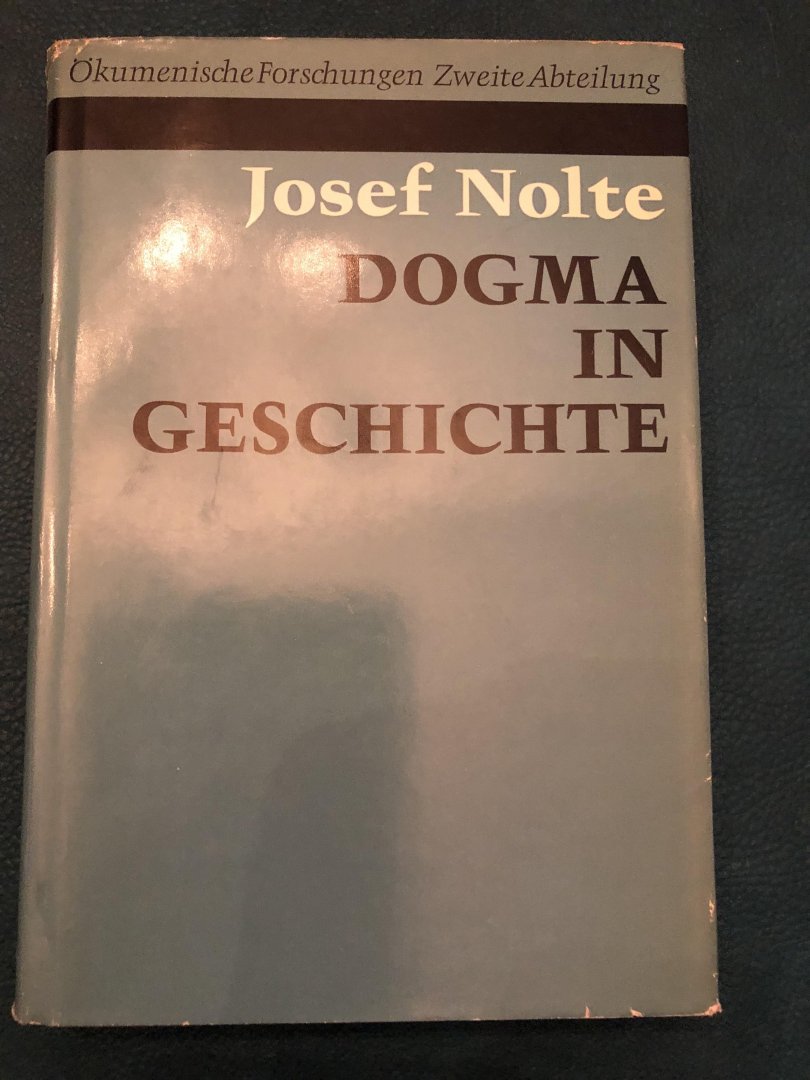 Ökumenische Forschungen Zweite Abteilung
Josef Nolte
DOGMA
IN
GESCHICHTE